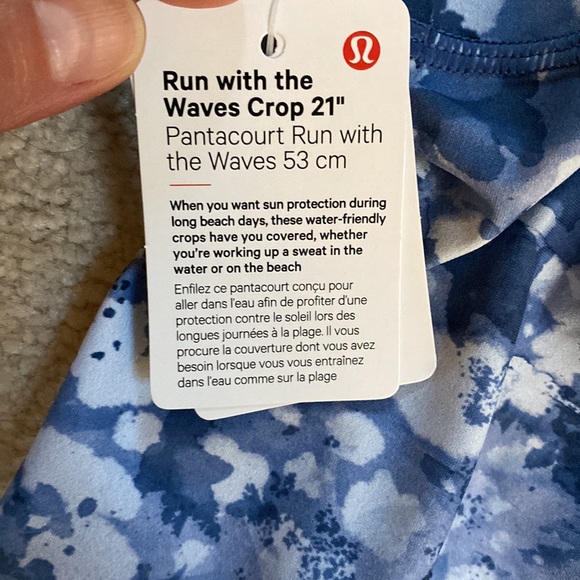 Run with the
Waves Crop 21"
Pantacourt Run with
the Waves 53 cm
When you want sun protection during
long beach days, these water-friendly
crops have you covered, whether
you're working up a sweat in the
water or on the beach
Enfilez ce pantacourt conçu pour
aller dans l'eau afin de profiter d'une
protection contre le soleil lors des
longues journées à la plage. Il vous
procure la couverture dont vous avez
besoin lorsque vous vous entraînez
dans l'eau comme sur la plage